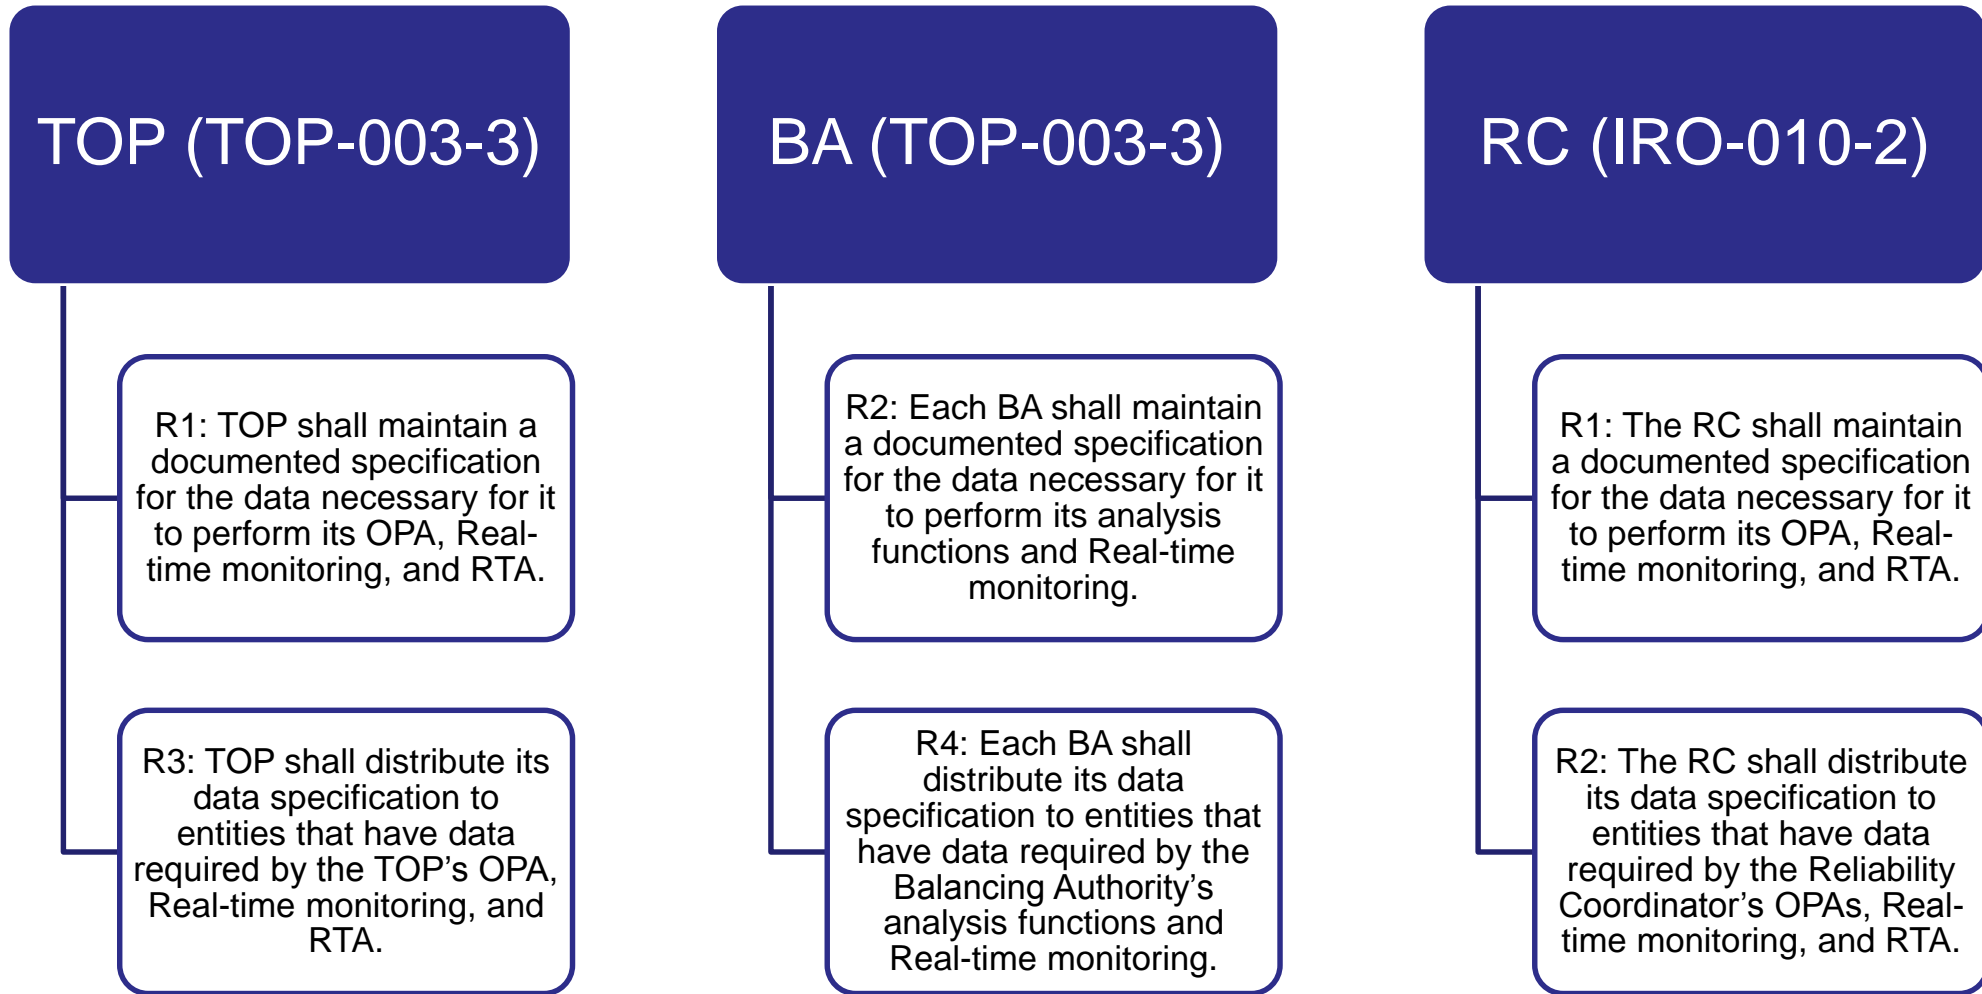 TOP (TOP-003-3)
R1: TOP shall maintain a
documented specification
for the data necessary for it
to perform its OPA, Real-
time monitoring, and RTA.
R3: TOP shall distribute its
data specification to
entities that have data
required by the TOP’s OPA,
Real-time monitoring, and
RTA.
BA (TOP-003-3)
R2: Each BA shall maintain
a documented specification
for the data necessary for it
to perform its analysis
functions and Real-time
monitoring.
R4: Each BA shall
distribute its data
specification to entities that
have data required by the
Balancing Authority’s
analysis functions and
Real-time monitoring.
RC (IRO-010-2)
R1: The RC shall maintain
a documented specification
for the data necessary for it
to perform its OPA, Real-
time monitoring, and RTA.
R2: The RC shall distribute
its data specification to
entities that have data
required by the Reliability
Coordinator’s OPAs, Real-
time monitoring, and RTA.